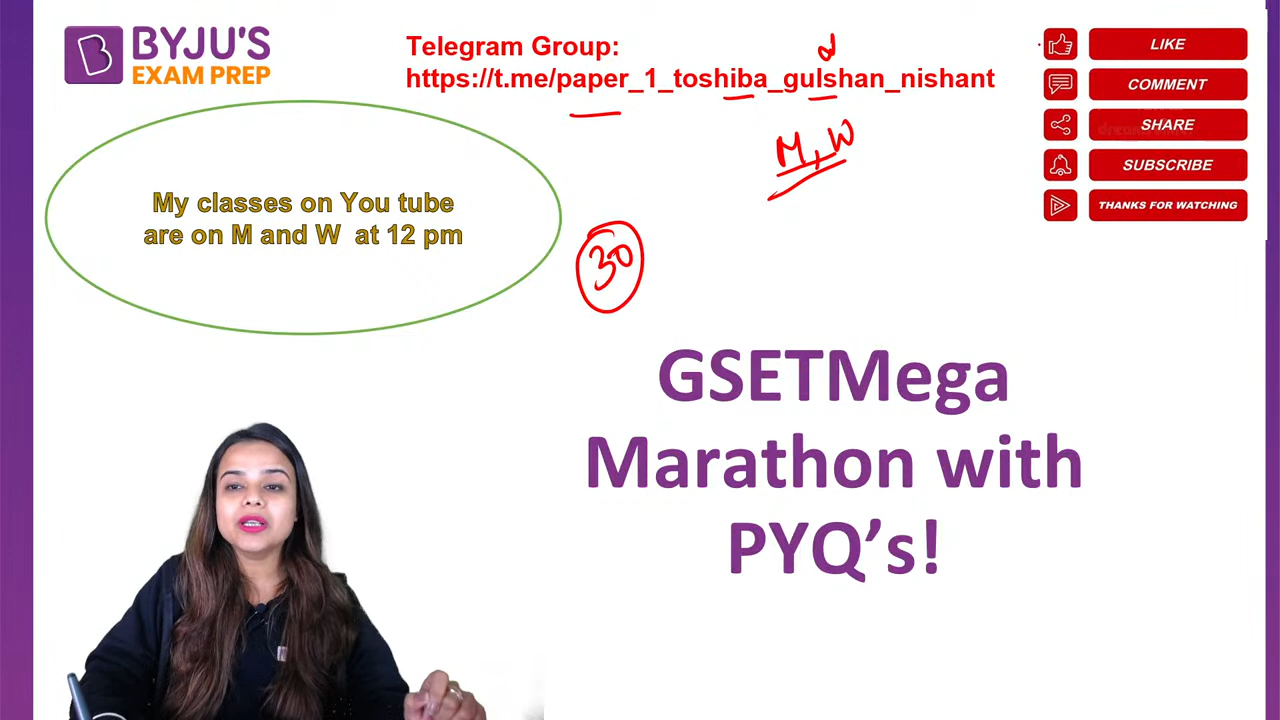 BYJU'S
EXAM PREP
Telegram Group:
https://t.me/paper_1_toshiba_gulshan_nishant
M, W
My classes on You tube
are on M and W at 12 pm
30
GSETMega
Marathon with
PYQ's!
LIKE
COMMENT
SHARE
SUBSCRIBE
THANKS FOR WATCHING